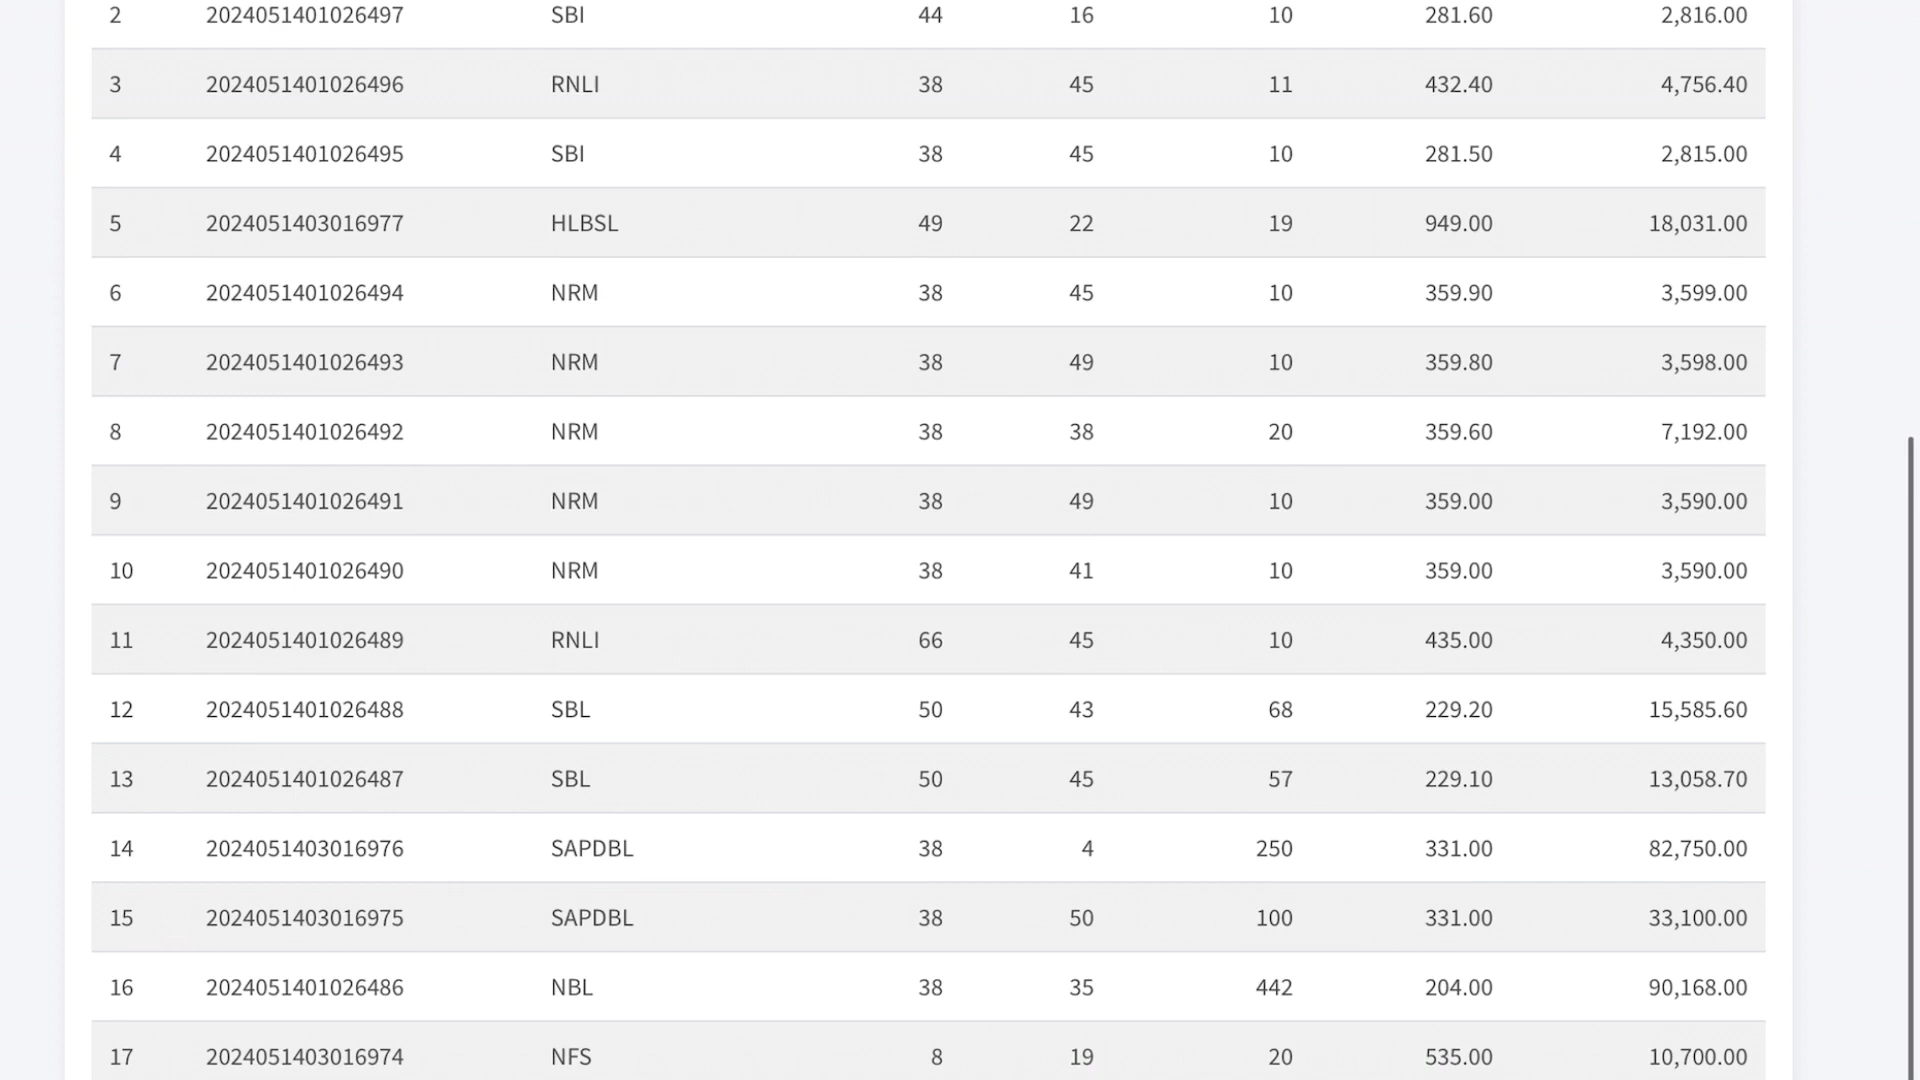 2 2024051401026497 SBI 44 16 10 281.60 2,816.00
3 2024051401026496 RNLI 38 45 11 432.40 4,756.40
4 2024051401026495 SBI 38 45 10 281.50 2,815.00
5 2024051403016977 HLBSL 49 22 19 949.00 18,031.00
6 2024051401026494 NRM 38 45 10 359.90 3,599.00
7 2024051401026493 NRM 38 49 10 359.80 3,598.00
8 2024051401026492 NRM 38 38 20 359.60 7,192.00
9 2024051401026491 NRM 38 49 10 359.00 3,590.00
10 2024051401026490 NRM 38 41 10 359.00 3,590.00
11 2024051401026489 RNLI 66 45 10 435.00 4,350.00
12 2024051401026488 SBL 50 43 68 229.20 15,585.60
13 2024051401026487 SBL 50 45 57 229.10 13,058.70
14 2024051403016976 SAPDBL 38 4 250 331.00 82,750.00
15 2024051403016975 SAPDBL 38 50 100 331.00 33,100.00
16 2024051401026486 NBL 38 35 442 204.00 90,168.00
17 2024051403016974 NFS 8 19 20 535.00 10,700.00